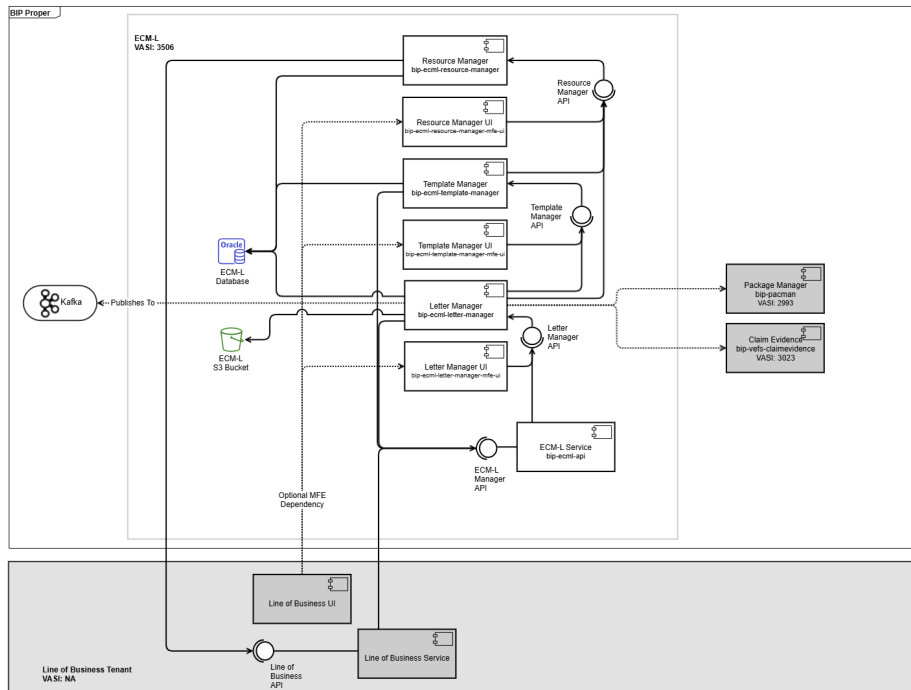 BIP Proper
ECM-L
VASI: 3506
Resource Manager
bip-ecml-resource-manager
Resource
Manager
API
Resource Manager UI
bip-ecml-resource-manager-mfe-ui
Template Manager
bip-ecml-template-manager
Template
Manager
API
Template Manager UI
bip-ecml-template-manager-mfe-ui
Oracle
ECM-L
Database
Kafka
Publishes To
Letter Manager
bip-ecml-letter-manager
Package Manager
bip-pacman
VASI: 2993
ECM-L
S3 Bucket
Letter
Manager
API
Claim Evidence
bip-vefs-claimevidence
VASI: 3023
Letter Manager UI
bip-ecml-letter-manager-mfe-ui
ECM-L Service
bip-ecml-api
ECM-L
Manager
API
Optional MFE
Dependency
Line of Business UI
Line of Business Service
Line of
Business
API
Line of Business Tenant
VASI: NA